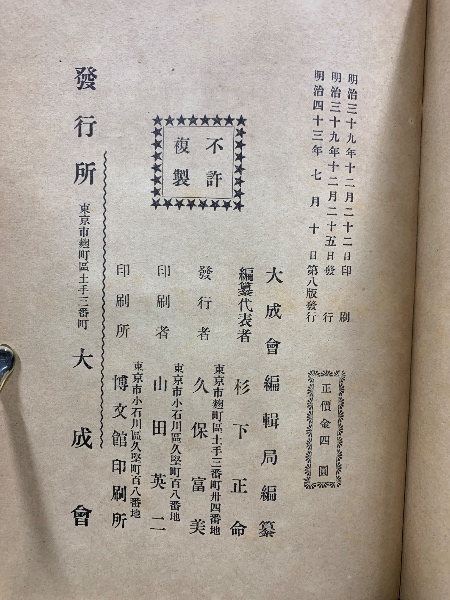 明治三十九年十二月二十二日印刷
明治三十九年十二月二十五日發行
明治四十三年七月十日第八版發行
正價金四圓
不許
複製
大成會編輯局編纂
編纂代表者 杉下正命
東京市麹町區土手三番町卅四番地
發行者 久保富美
東京市小石川區久堅町百八番地
印刷者 山田英二
東京市小石川區久堅町百八番地
印刷所 博文館印刷所
發行所 東京市麹町區土手三番町 大成會